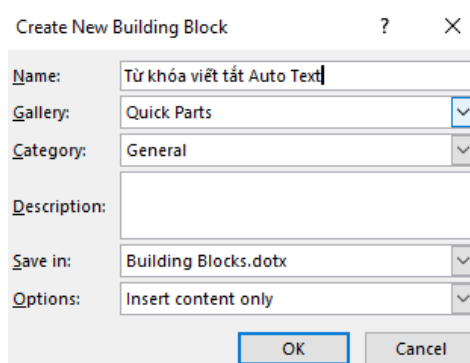 Create New Building Block ? ×
Name: Từ khóa viết tắt Auto Text
Gallery: Quick Parts
Category: General
Description:
Save in: Building Blocks.dotx
Options: Insert content only
OK Cancel